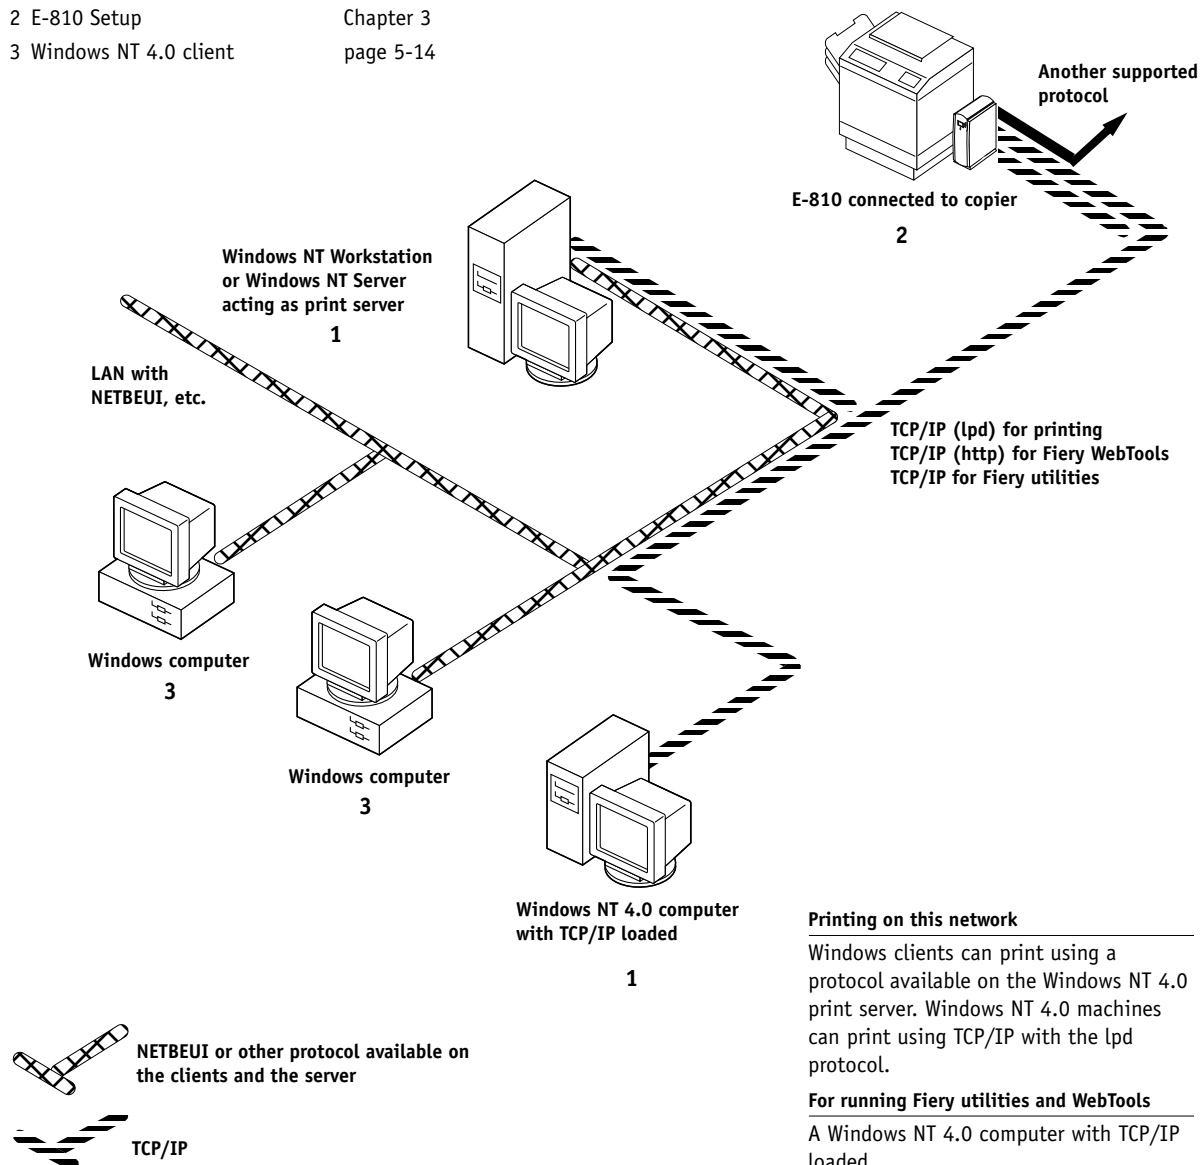 2 E-810 Setup Chapter 3
3 Windows NT 4.0 client page 5-14
Another supported
protocol
E-810 connected to copier
2
Windows NT Workstation
or Windows NT Server
acting as print server
1
LAN with
NETBEUI, etc.
TCP/IP (lpd) for printing
TCP/IP (http) for Fiery WebTools
TCP/IP for Fiery utilities
Windows computer
3
Windows computer
3
Windows NT 4.0 computer
with TCP/IP loaded
1
Printing on this network
Windows clients can print using a
protocol available on the Windows NT 4.0
print server. Windows NT 4.0 machines
can print using TCP/IP with the lpd
protocol.
For running Fiery utilities and WebTools
A Windows NT 4.0 computer with TCP/IP
loaded
NETBEUI or other protocol available on
the clients and the server
TCP/IP